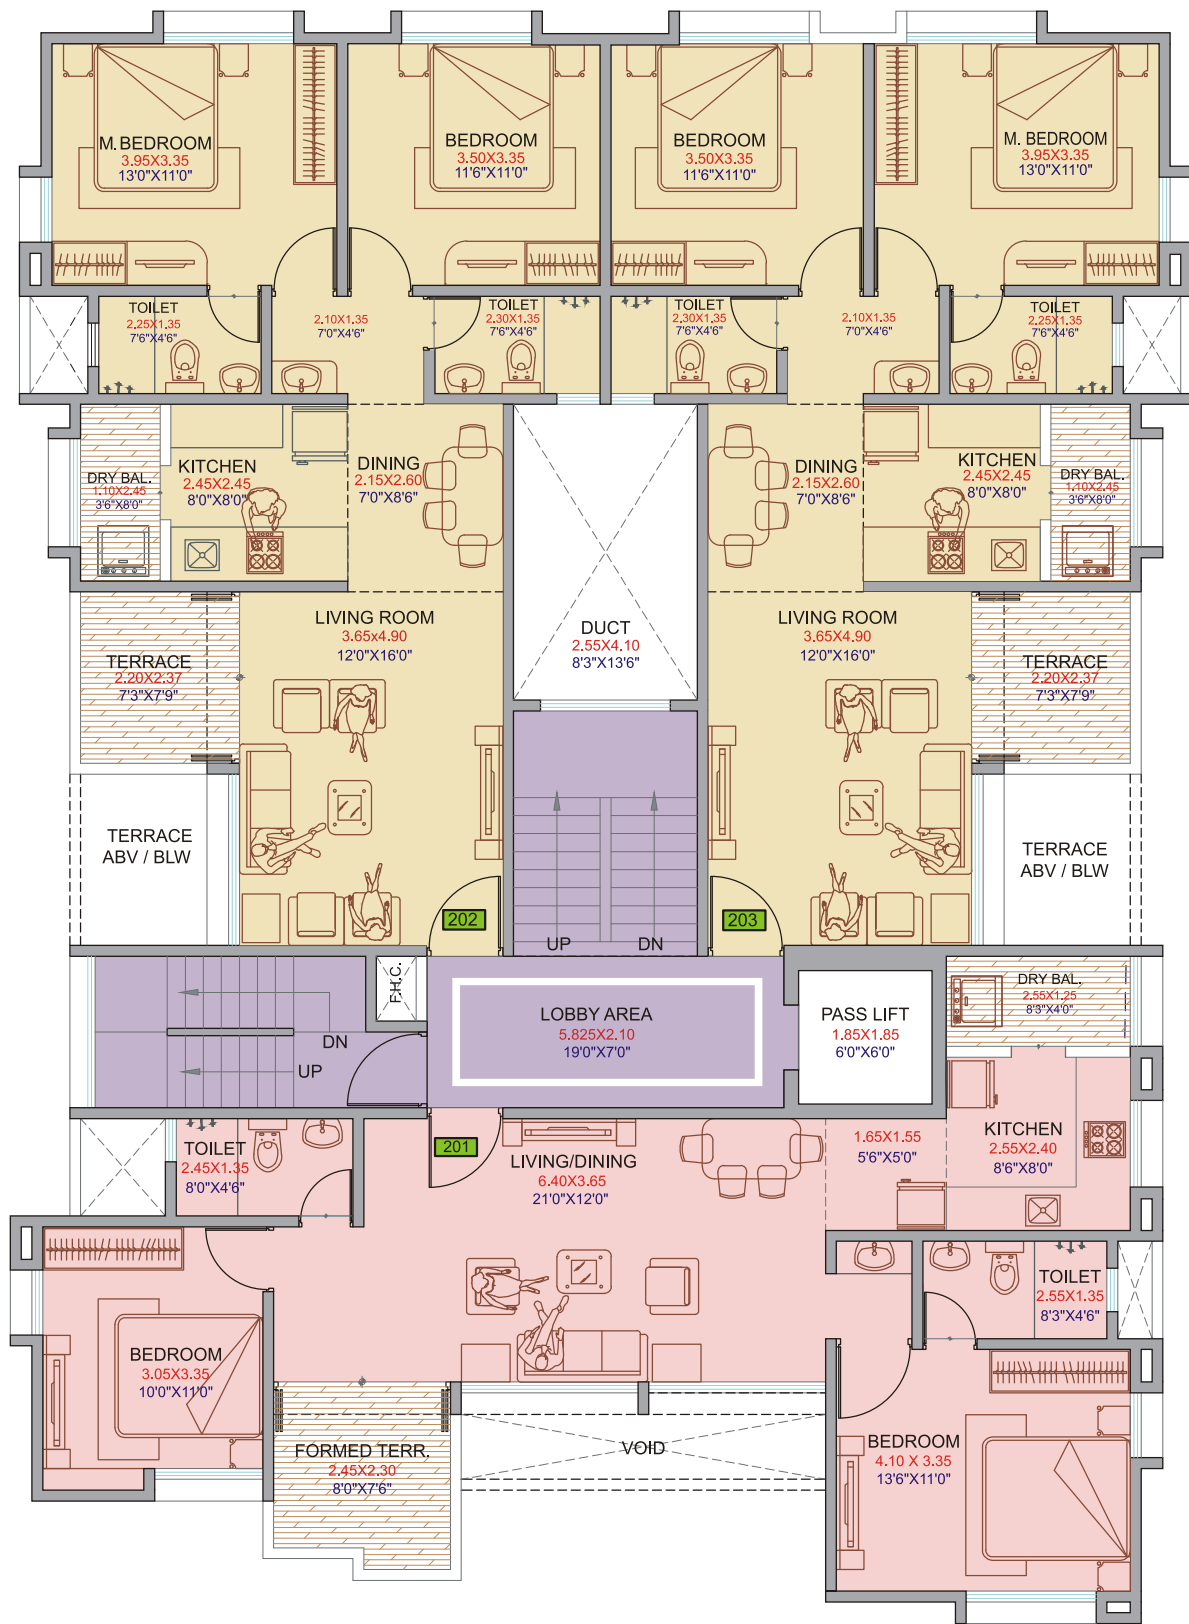 M. BEDROOM
3.95X3.35
13'0"X11'0"
BEDROOM
3.50X3.35
11'6"X11'0"
BEDROOM
3.50X3.35
11'6"X11'0"
M. BEDROOM
3.95X3.35
13'0"X11'0"
TOILET
2.25X1.35
7'6"X4'6"
2.10X1.35
7'0"X4'6"
TOILET
2.30X1.35
7'6"X4'6"
TOILET
2.30X1.35
7'6"X4'6"
2.10X1.35
7'0"X4'6"
TOILET
2.25X1.35
7'6"X4'6"
DRY BAL.
1.10X2.45
3'6"X8'0"
KITCHEN
2.45X2.45
8'0"X8'0"
DINING
2.15X2.60
7'0"X8'6"
DINING
2.15X2.60
7'0"X8'6"
KITCHEN
2.45X2.45
8'0"X8'0"
DRY BAL.
1.10X2.45
3'6"X8'0"
LIVING ROOM
3.65x4.90
12'0"X16'0"
DUCT
2.55X4.10
8'3"X13'6"
LIVING ROOM
3.65X4.90
12'0"X16'0"
TERRACE
2.20X2.37
7'3"X7'9"
TERRACE
2.20X2.37
7'3"X7'9"
TERRACE
ABV / BLW
TERRACE
ABV / BLW
202
203
UP
DN
F.H.C.
LOBBY AREA
5.825X2.10
19'0"X7'0"
PASS LIFT
1.85X1.85
6'0"X6'0"
DRY BAL.
2.55X1.25
8'3"X4'0"
DN
UP
TOILET
2.45X1.35
8'0"X4'6"
201
LIVING/DINING
6.40X3.65
21'0"X12'0"
1.65X1.55
5'6"X5'0"
KITCHEN
2.55X2.40
8'6"X8'0"
TOILET
2.55X1.35
8'3"X4'6"
BEDROOM
3.05X3.35
10'0"X11'0"
FORMED TERR.
2.45X2.30
8'0"X7'6"
VOID
BEDROOM
4.10 X 3.35
13'6"X11'0"